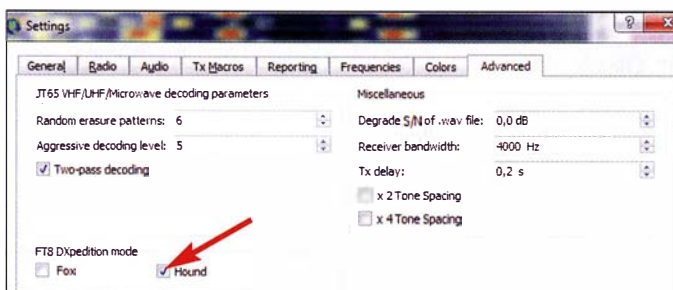 Settings
General Radio Audio Tx Macros Reporting Frequencies Colors Advanced
JT65 VHF/UHF/Microwave decoding parameters
Random erasure patterns: 6
Aggressive decoding level: 5
Two-pass decoding
Miscellaneous
Degrade S/N of .wav file: 0,0 dB
Receiver bandwidth: 4000 Hz
Tx delay: 0,2 s
x 2 Tone Spacing
x 4 Tone Spacing
FT8 DXpedition mode
Fox Hound